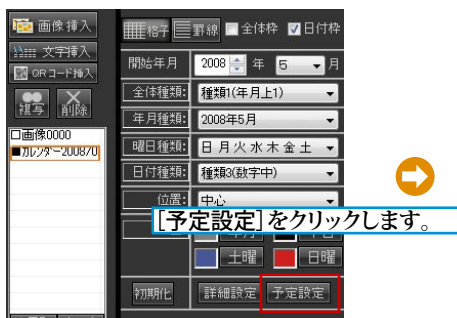 画像挿入
文字挿入
QRコード挿入
複写 削除
□画像0000
■カレンダー200870
格子 罫線 全体枠 日付枠
開始年月 2008 年 5 月
全体種類: 種類1(年月上1)
年月種類: 2008年5月
曜日種類: 日 月 火 水 木 金 土
日付種類: 種類3(数字中)
位置: 中心
[予定設定]をクリックします。
土曜 日曜
初期化 詳細設定 予定設定